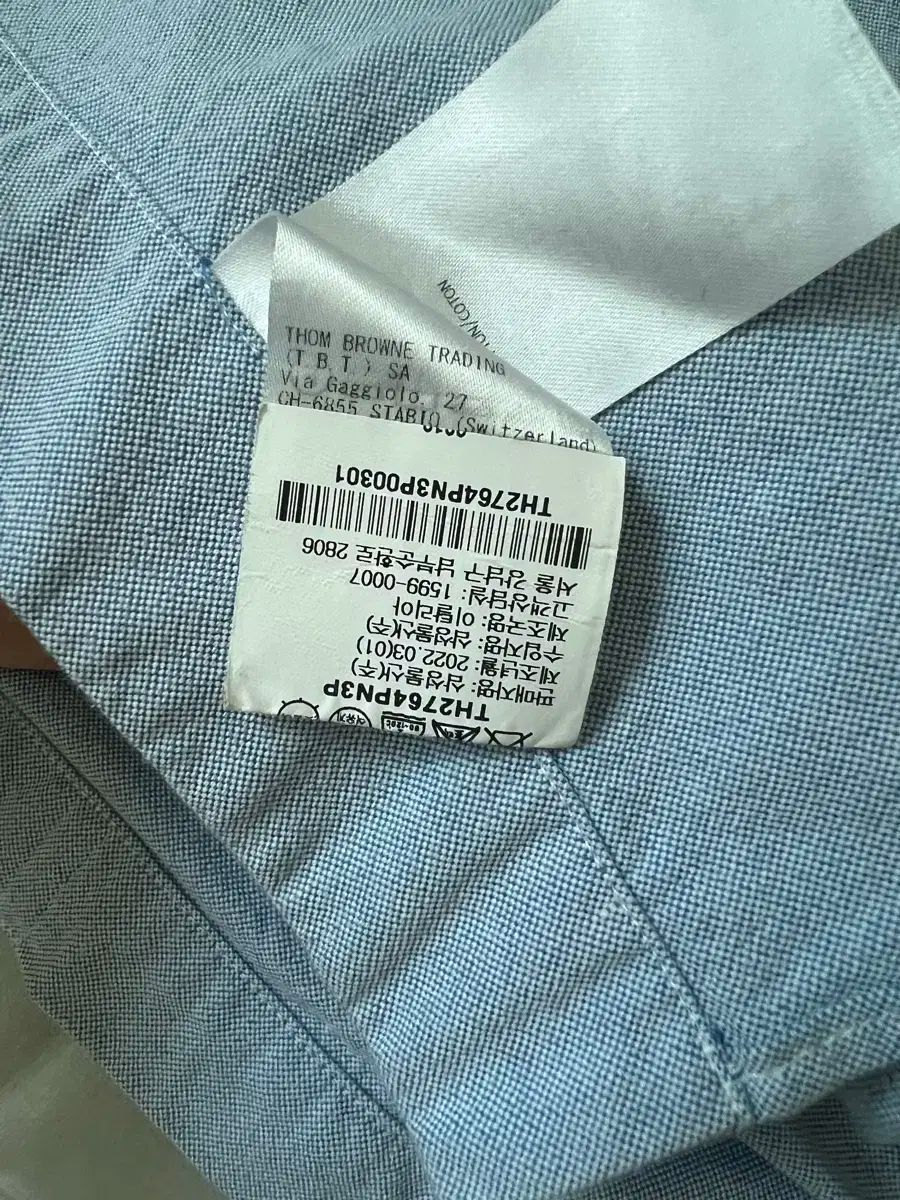 ON/COTON
THOM BROWNE TRADING
(T.B.T.) SA
Via Gaggiolo, 27
CH-6855 STABIO (Switzerland)
TH2764PN3P
판매자명: 삼성물산(주)
제조년월: 2022.03(01)
수입자명: 삼성물산(주)
제조국명: 이탈리아
고객상담실: 1599-0007
서울 강남구 남부순환로 2806
TH2764PN3P00301